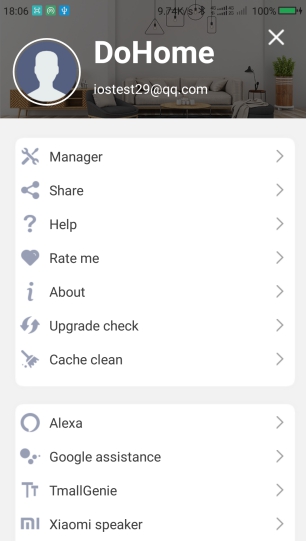 18:06 9.74K/s 100%
DoHome
iostest29@qq.com
Manager
Share
Help
Rate me
About
Upgrade check
Cache clean
Alexa
Google assistance
TmallGenie
Xiaomi speaker